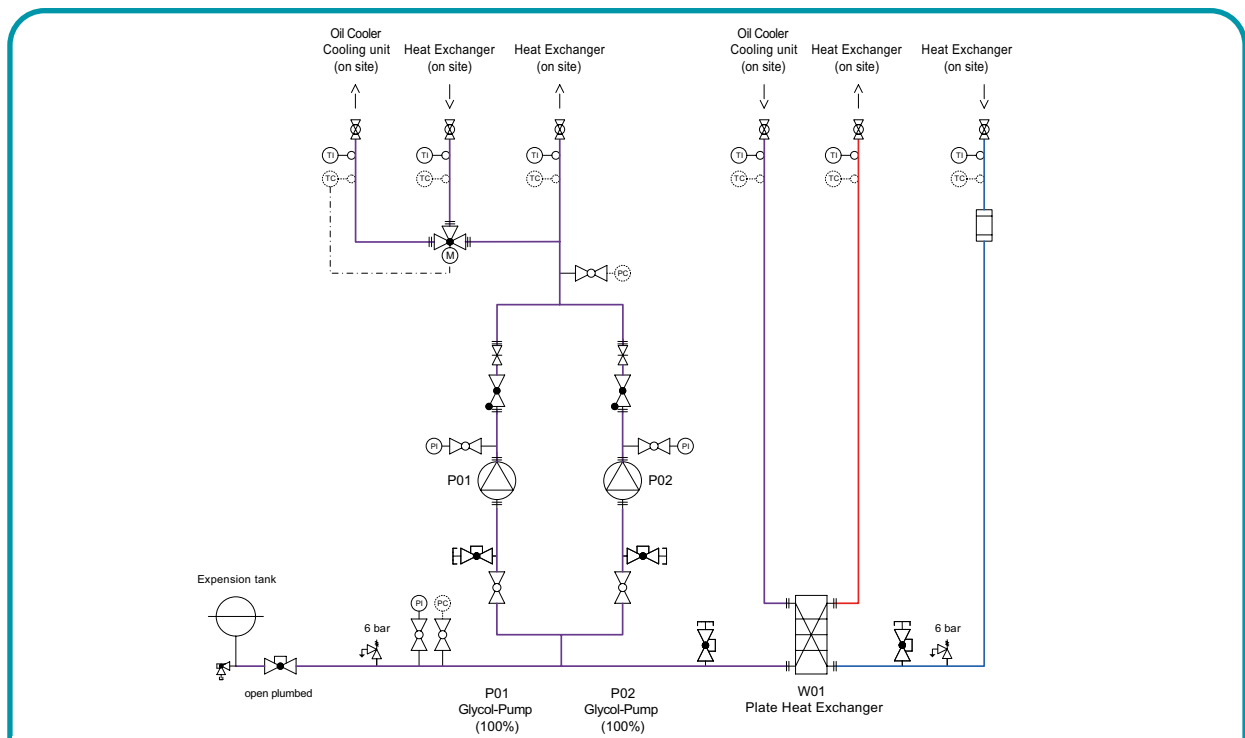 Oil Cooler
Cooling unit
(on site)
Heat Exchanger
(on site)
Heat Exchanger
(on site)
Oil Cooler
Cooling unit
(on site)
Heat Exchanger
(on site)
Heat Exchanger
(on site)
TI
TI
TI
TI
TI
TI
TC
TC
TC
TC
TC
TC
M
PC
PI
PI
P01
P02
Expension tank
PI
PC
6 bar
6 bar
open plumbed
P01
Glycol-Pump
(100%)
P02
Glycol-Pump
(100%)
W01
Plate Heat Exchanger